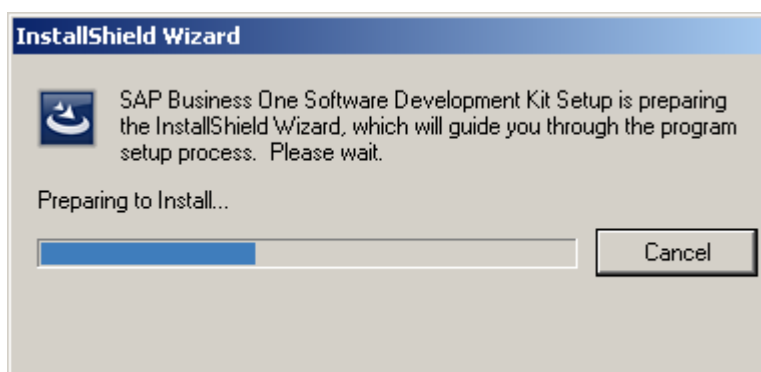 InstallShield Wizard
SAP Business One Software Development Kit Setup is preparing
the InstallShield Wizard, which will guide you through the program
setup process.  Please wait.
Preparing to Install...
Cancel